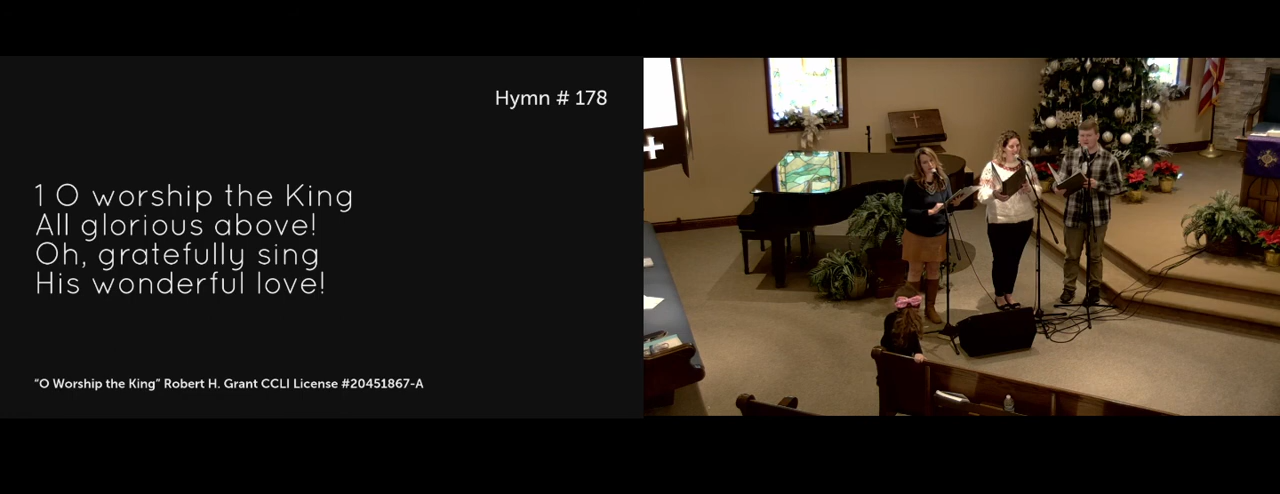 Hymn # 178
1 O worship the King
All glorious above!
Oh, gratefully sing
His wonderful love!
“O Worship the King” Robert H. Grant CCLI License #20451867-A